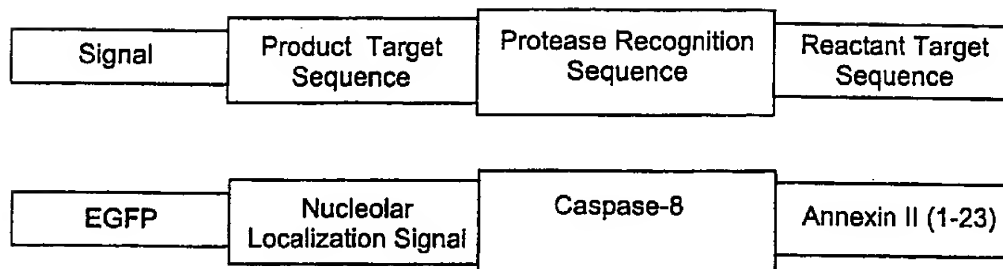 Signal
Product Target
Sequence
Protease Recognition
Sequence
Reactant Target
Sequence
EGFP
Nucleolar
Localization Signal
Caspase-8
Annexin II (1-23)